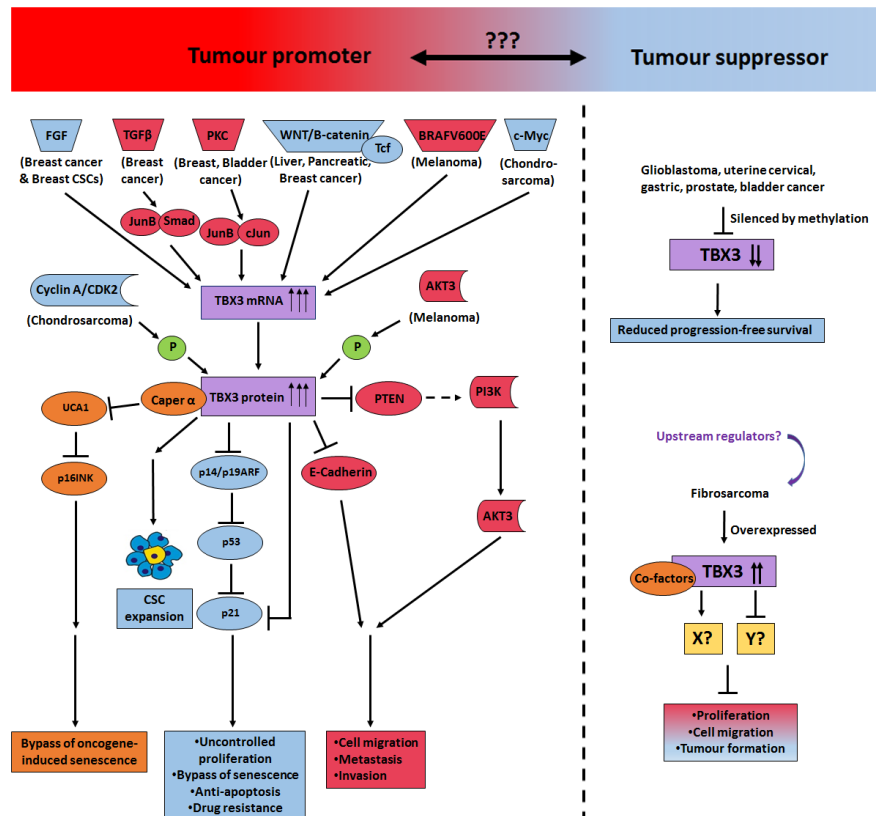 Tumour promoter
???
Tumour suppressor
FGF
(Breast cancer
& Breast CSCs)
TGFβ
(Breast
cancer)
PKC
(Breast, Bladder
cancer)
WNT/B-catenin
Tcf
(Liver, Pancreatic,
Breast cancer)
BRAFV600E
(Melanoma)
c-Myc
(Chondro-
sarcoma)
JunB
Smad
JunB
cJun
Cyclin A/CDK2
(Chondrosarcoma)
TBX3 mRNA
AKT3
(Melanoma)
P
P
UCA1
Caper α
TBX3 protein
PTEN
PI3K
p16INK
p14/p19ARF
E-Cadherin
AKT3
p53
CSC
expansion
p21
Bypass of oncogene-
induced senescence
•Uncontrolled
proliferation
•Bypass of senescence
•Anti-apoptosis
•Drug resistance
•Cell migration
•Metastasis
•Invasion
Glioblastoma, uterine cervical,
gastric, prostate, bladder cancer
Silenced by methylation
TBX3
Reduced progression-free survival
Upstream regulators?
Fibrosarcoma
Overexpressed
Co-factors
TBX3
X?
Y?
•Proliferation
•Cell migration
•Tumour formation